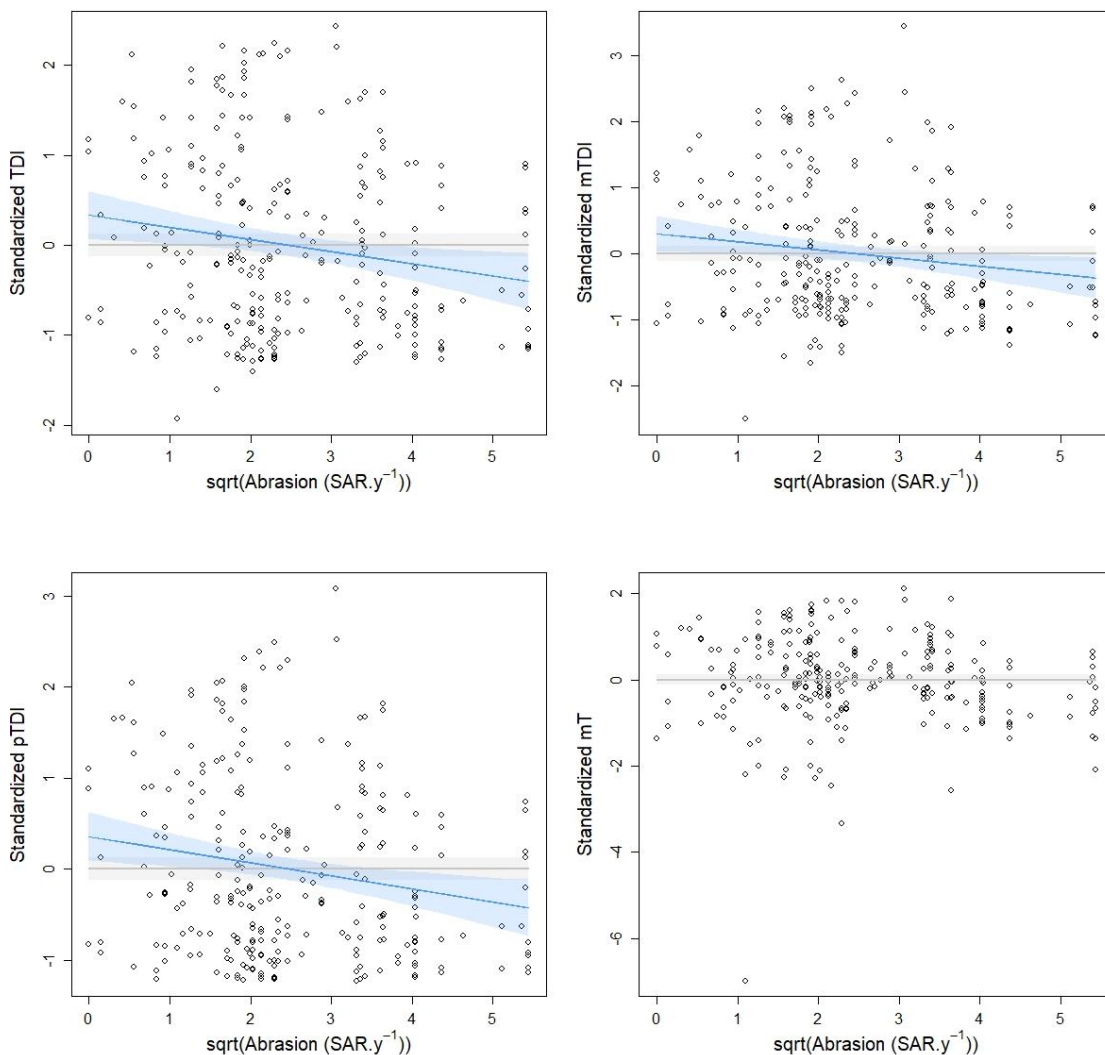 Standardized TDI
2
1
0
-1
-2
0 1 2 3 4 5
sqrt(Abrasion (SAR.y⁻¹))
Standardized mTDI
3
2
1
0
-1
-2
0 1 2 3 4 5
sqrt(Abrasion (SAR.y⁻¹))
Standardized pTDI
3
2
1
0
-1
0 1 2 3 4 5
sqrt(Abrasion (SAR.y⁻¹))
Standardized mT
2
0
-2
-4
-6
0 1 2 3 4 5
sqrt(Abrasion (SAR.y⁻¹))